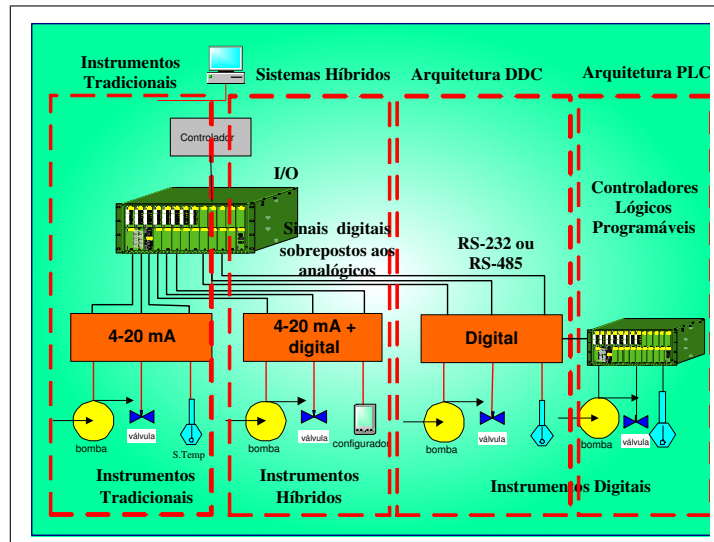 Instrumentos
Tradicionais
Sistemas Híbridos
Arquitetura DDC
Arquitetura PLC
Controlador
I/O
Sinais digitais
sobrepostos aos
analógicos
RS-232 ou
RS-485
Controladores
Lógicos
Programáveis
4-20 mA
4-20 mA +
digital
Digital
bomba
válvula
S.Temp
bomba
válvula
configurador
bomba
válvula
bomba
válvula
Instrumentos
Tradicionais
Instrumentos
Híbridos
Instrumentos Digitais